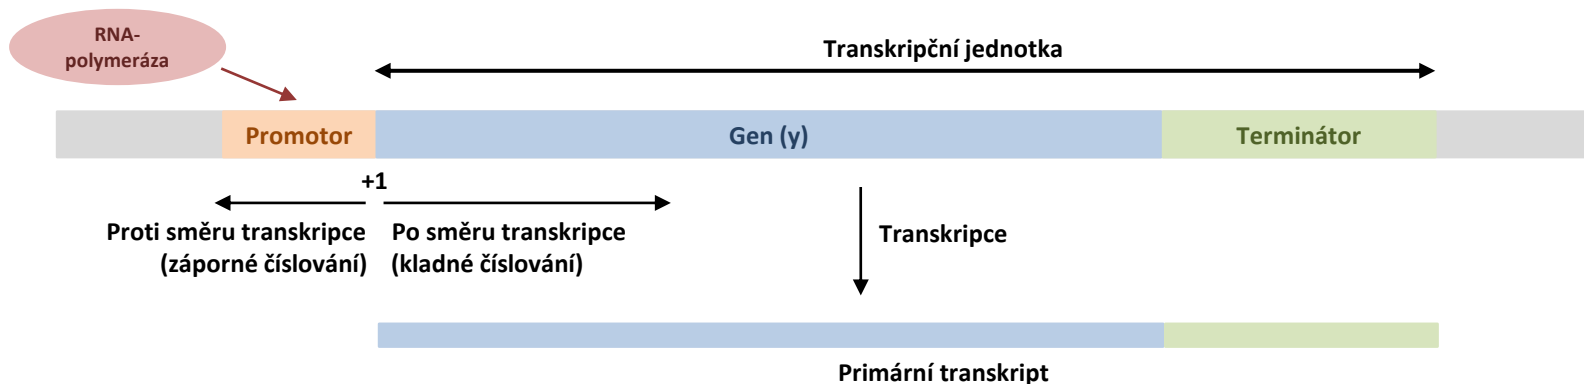 RNA-
polymeráza
Transkripční jednotka
Promotor
Gen (y)
Terminátor
+1
Proti směru transkripce
(záporné číslování)
Po směru transkripce
(kladné číslování)
Transkripce
Primární transkript